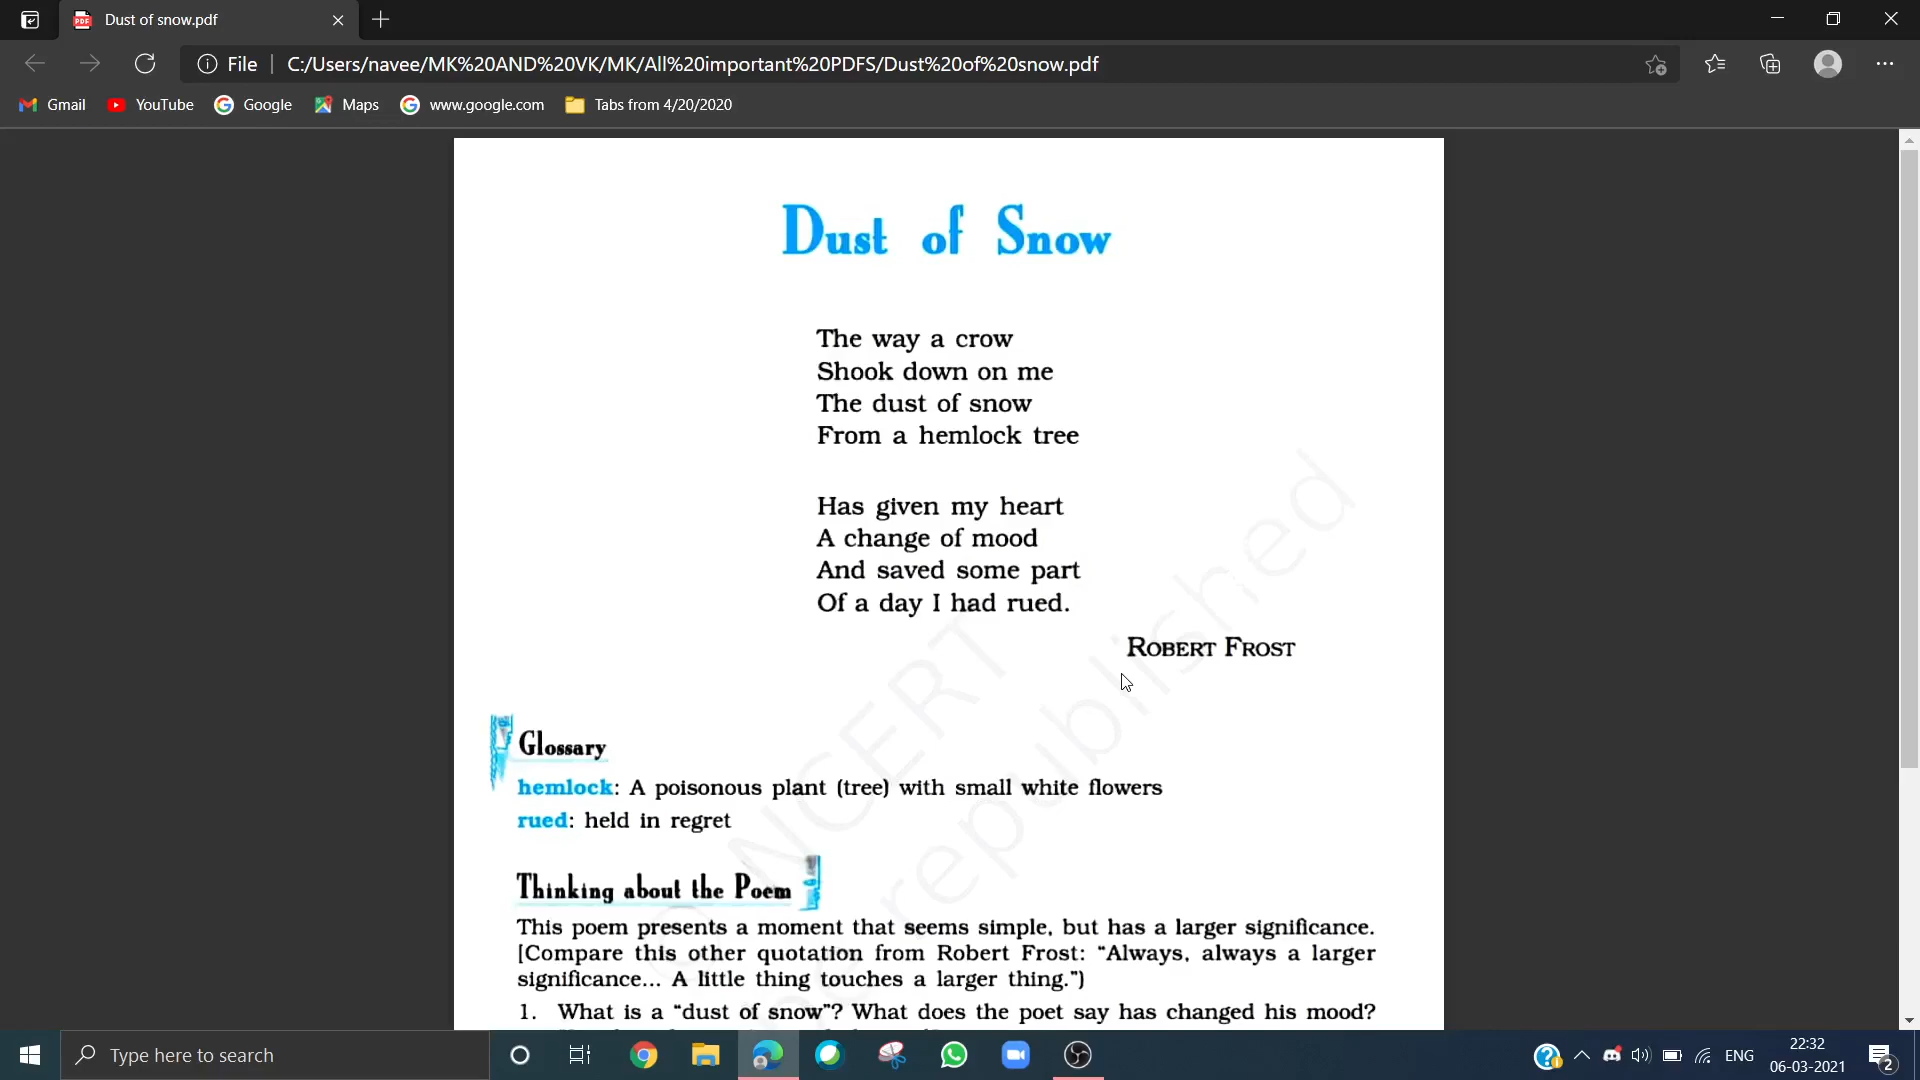 Dust of snow.pdf
File C:/Users/navee/MK%20AND%20VK/MK/All%20important%20PDFS/Dust%20of%20snow.pdf
Gmail YouTube Google Maps www.google.com Tabs from 4/20/2020
Dust of Snow
The way a crow
Shook down on me
The dust of snow
From a hemlock tree
Has given my heart
A change of mood
And saved some part
Of a day I had rued.
ROBERT FROST
Glossary
hemlock: A poisonous plant (tree) with small white flowers
rued: held in regret
Thinking about the Poem
This poem presents a moment that seems simple, but has a larger significance.
[Compare this other quotation from Robert Frost: “Always, always a larger
significance... A little thing touches a larger thing.”)
1. What is a “dust of snow”? What does the poet say has changed his mood?
NCERT
republished
Type here to search
ENG
22:32
06-03-2021
2